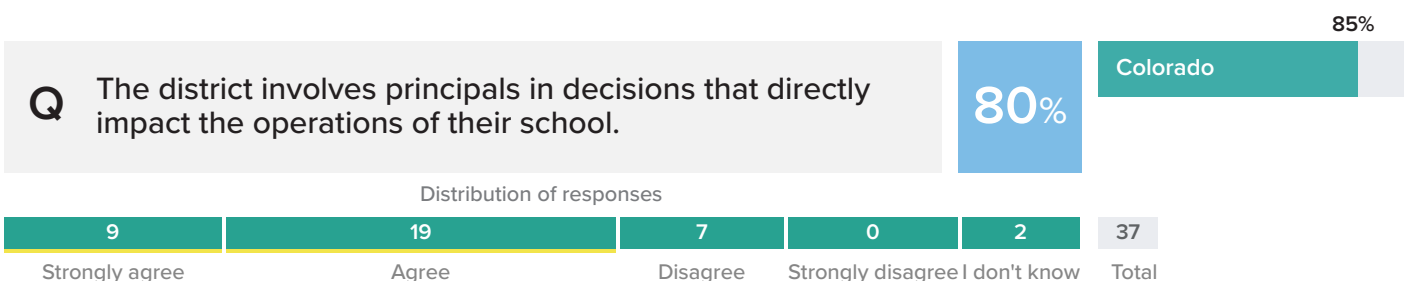 85%
Q
The district involves principals in decisions that directly
impact the operations of their school.
80%
Colorado
Distribution of responses
9 19 7 0 2 37
Strongly agree Agree Disagree Strongly disagree I don't know Total